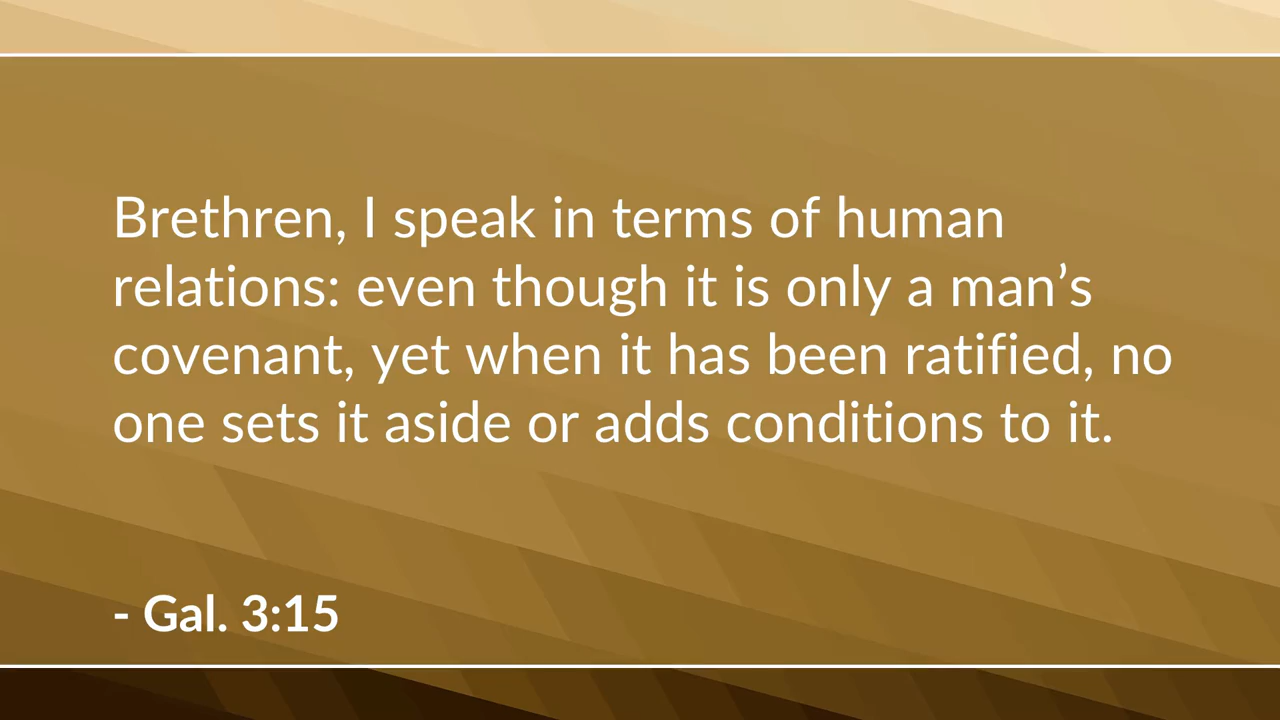 Brethren, I speak in terms of human
relations: even though it is only a man’s
covenant, yet when it has been ratified, no
one sets it aside or adds conditions to it.
- Gal. 3:15